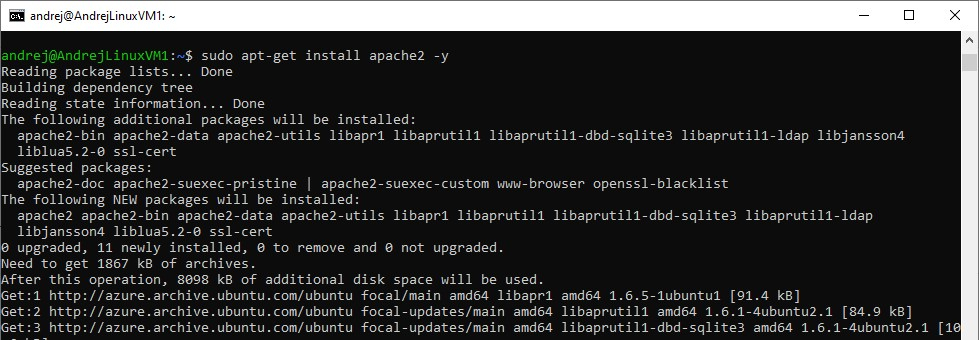 andrej@AndrejLinuxVM1: ~
andrej@AndrejLinuxVM1:~$ sudo apt-get install apache2 -y
Reading package lists... Done
Building dependency tree
Reading state information... Done
The following additional packages will be installed:
  apache2-bin apache2-data apache2-utils libapr1 libaprutil1 libaprutil1-dbd-sqlite3 libaprutil1-ldap libjansson4
  liblua5.2-0 ssl-cert
Suggested packages:
  apache2-doc apache2-suexec-pristine | apache2-suexec-custom www-browser openssl-blacklist
The following NEW packages will be installed:
  apache2 apache2-bin apache2-data apache2-utils libapr1 libaprutil1 libaprutil1-dbd-sqlite3 libaprutil1-ldap
  libjansson4 liblua5.2-0 ssl-cert
0 upgraded, 11 newly installed, 0 to remove and 0 not upgraded.
Need to get 1867 kB of archives.
After this operation, 8098 kB of additional disk space will be used.
Get:1 http://azure.archive.ubuntu.com/ubuntu focal/main amd64 libapr1 amd64 1.6.5-1ubuntu1 [91.4 kB]
Get:2 http://azure.archive.ubuntu.com/ubuntu focal-updates/main amd64 libaprutil1 amd64 1.6.1-4ubuntu2.1 [84.9 kB]
Get:3 http://azure.archive.ubuntu.com/ubuntu focal-updates/main amd64 libaprutil1-dbd-sqlite3 amd64 1.6.1-4ubuntu2.1 [10